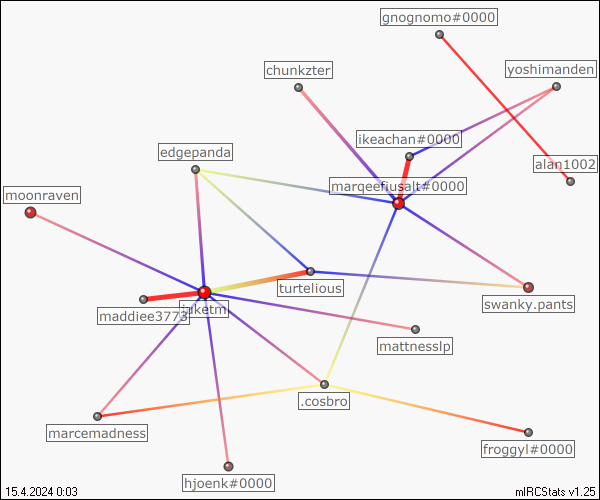 gnognomo#0000
chunkzter
yoshimanden
ikeachan#0000
edgepanda
alan1002
marqeefiusalt#0000
moonraven
turtelious
swanky.pants
maddiee3773
mattnesslp
.cosbro
marcemadness
froggyl#0000
hjoenk#0000
15.4.2024 0:03
mIRCStats v1.25